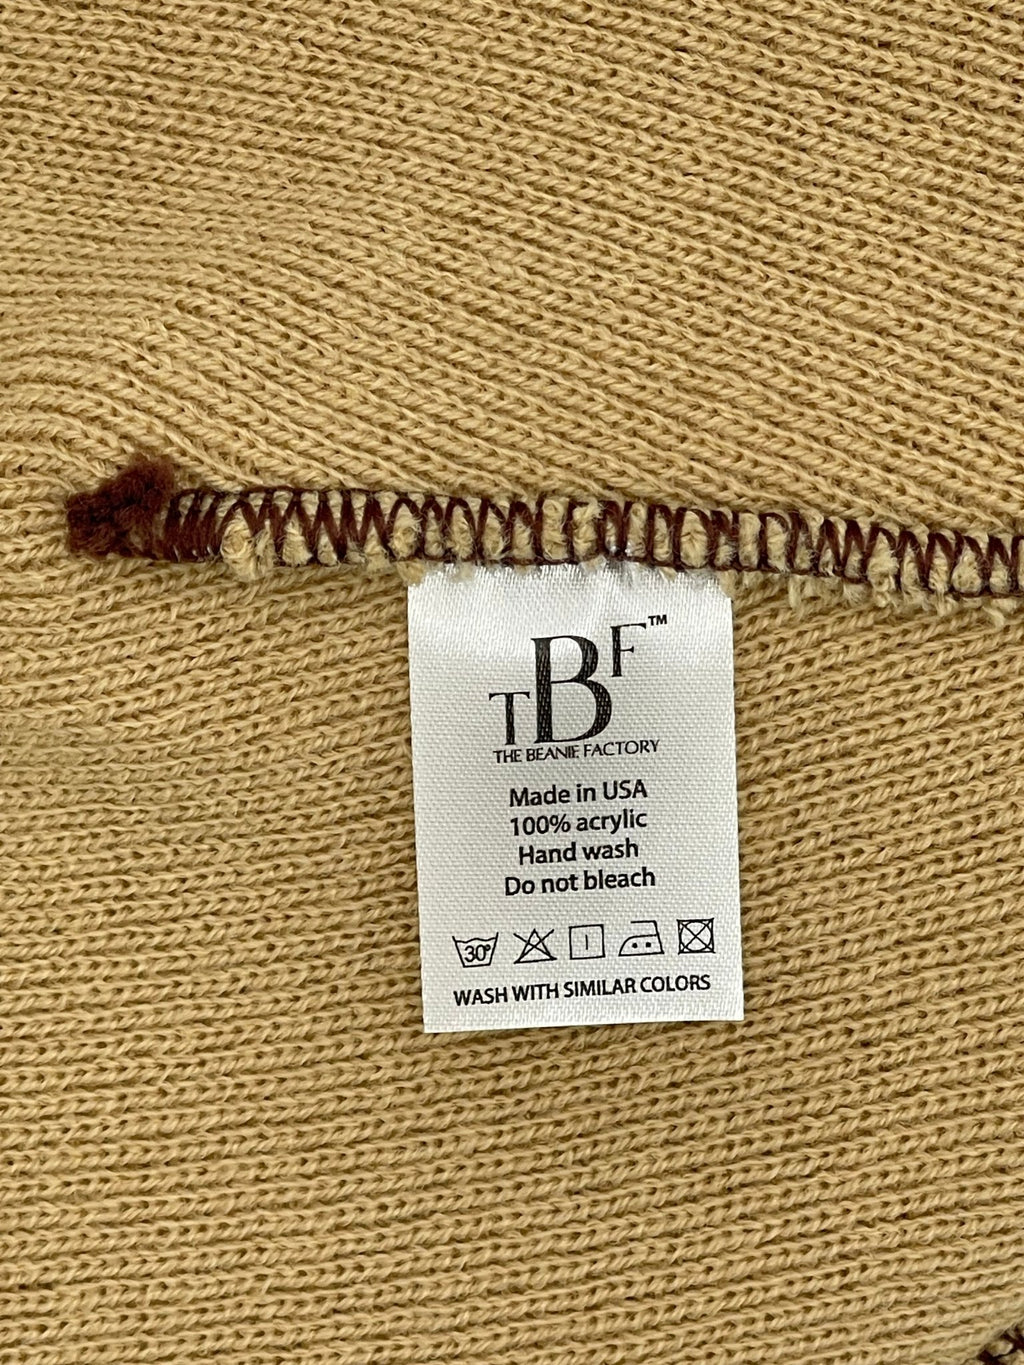 TBF™
THE BEANIE FACTORY
Made in USA
100% acrylic
Hand wash
Do not bleach
30°
WASH WITH SIMILAR COLORS